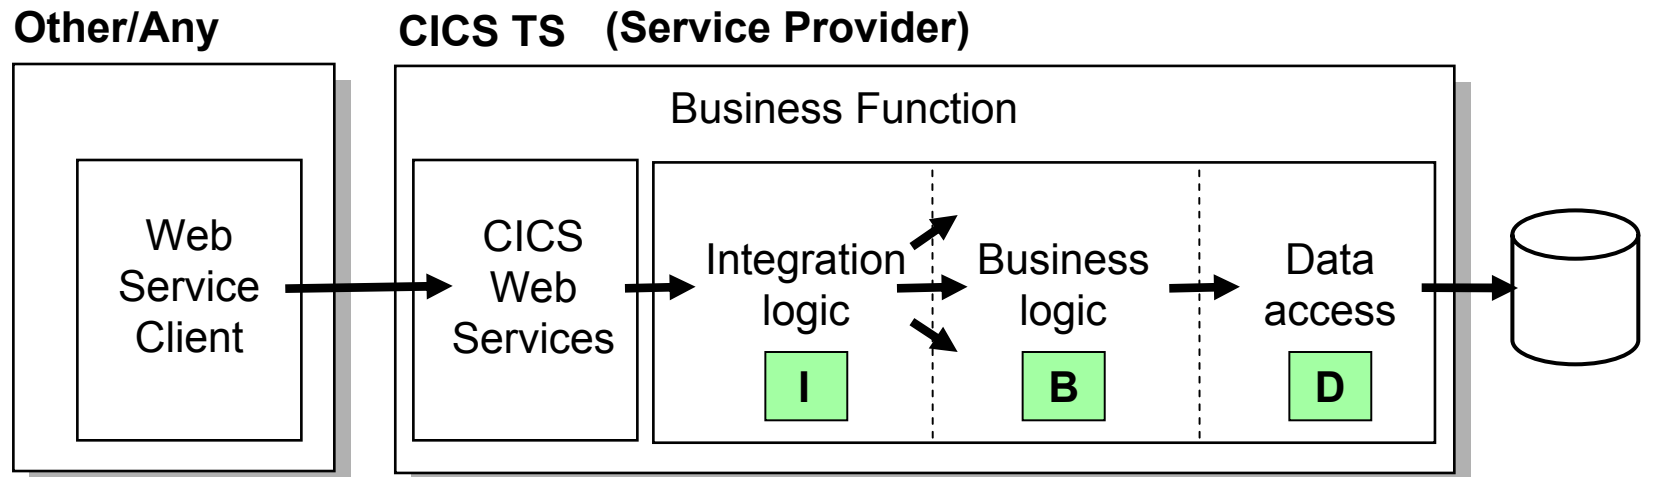 Other/Any
CICS TS (Service Provider)
Business Function
Web
Service
Client
CICS
Web
Services
Integration
logic
I
Business
logic
B
Data
access
D